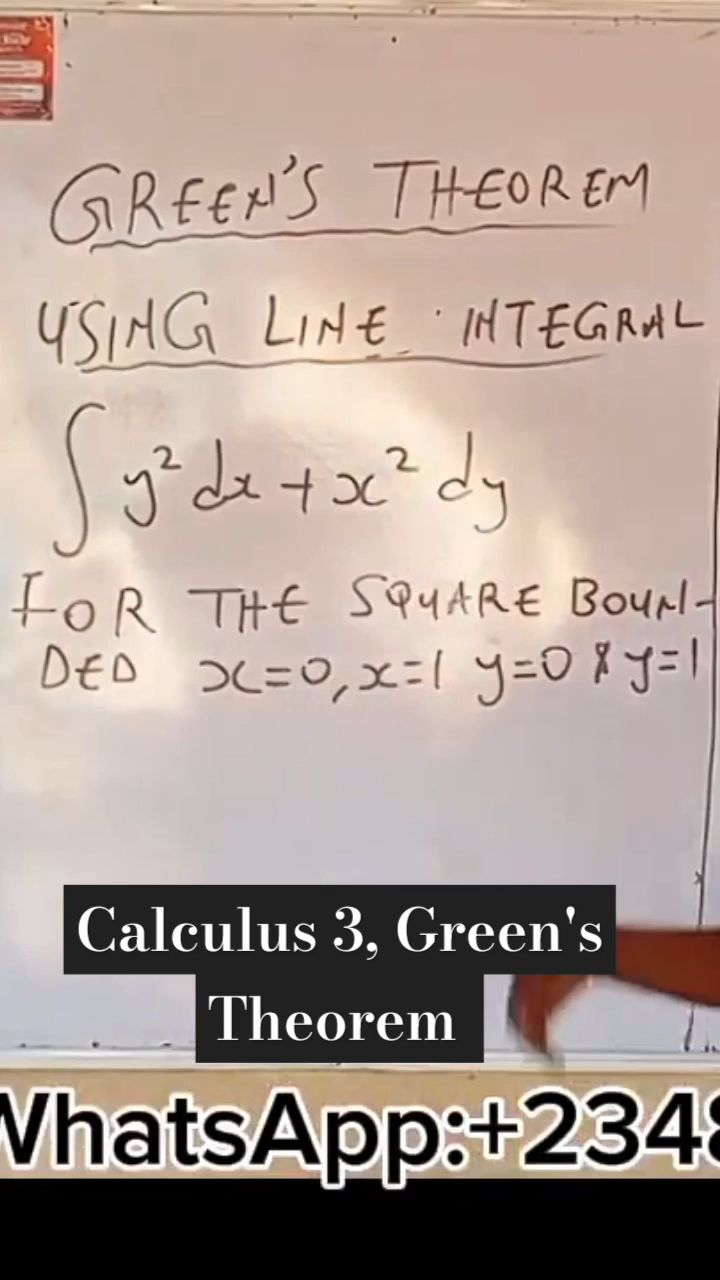 GREEN'S THEOREM
USING LINE INTEGRAL
∫ y² dx + x² dy
FOR THE SQUARE BOUN-
DED x=0, x=1 y=0 & y=1
Calculus 3, Green's
Theorem
WhatsApp:+2348